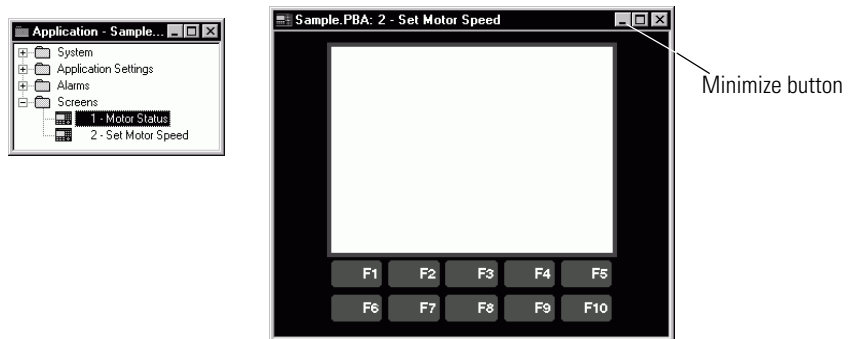 Application - Sample...
System
Application Settings
Alarms
Screens
1 - Motor Status
2 - Set Motor Speed
Sample.PBA: 2 - Set Motor Speed
Minimize button
F1 F2 F3 F4 F5
F6 F7 F8 F9 F10